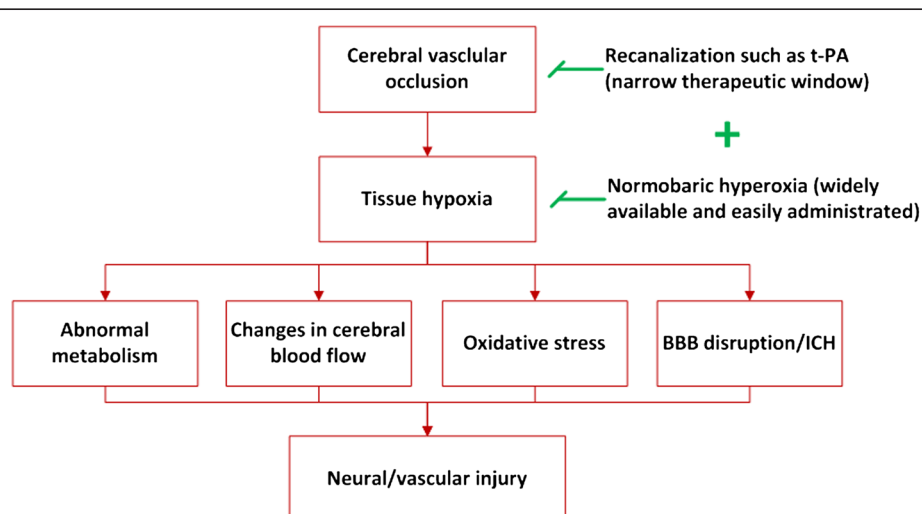 Cerebral vasclular
occlusion
Recanalization such as t-PA
(narrow therapeutic window)
+
Tissue hypoxia
Normobaric hyperoxia (widely
available and easily administrated)
Abnormal
metabolism
Changes in cerebral
blood flow
Oxidative stress
BBB disruption/ICH
Neural/vascular injury